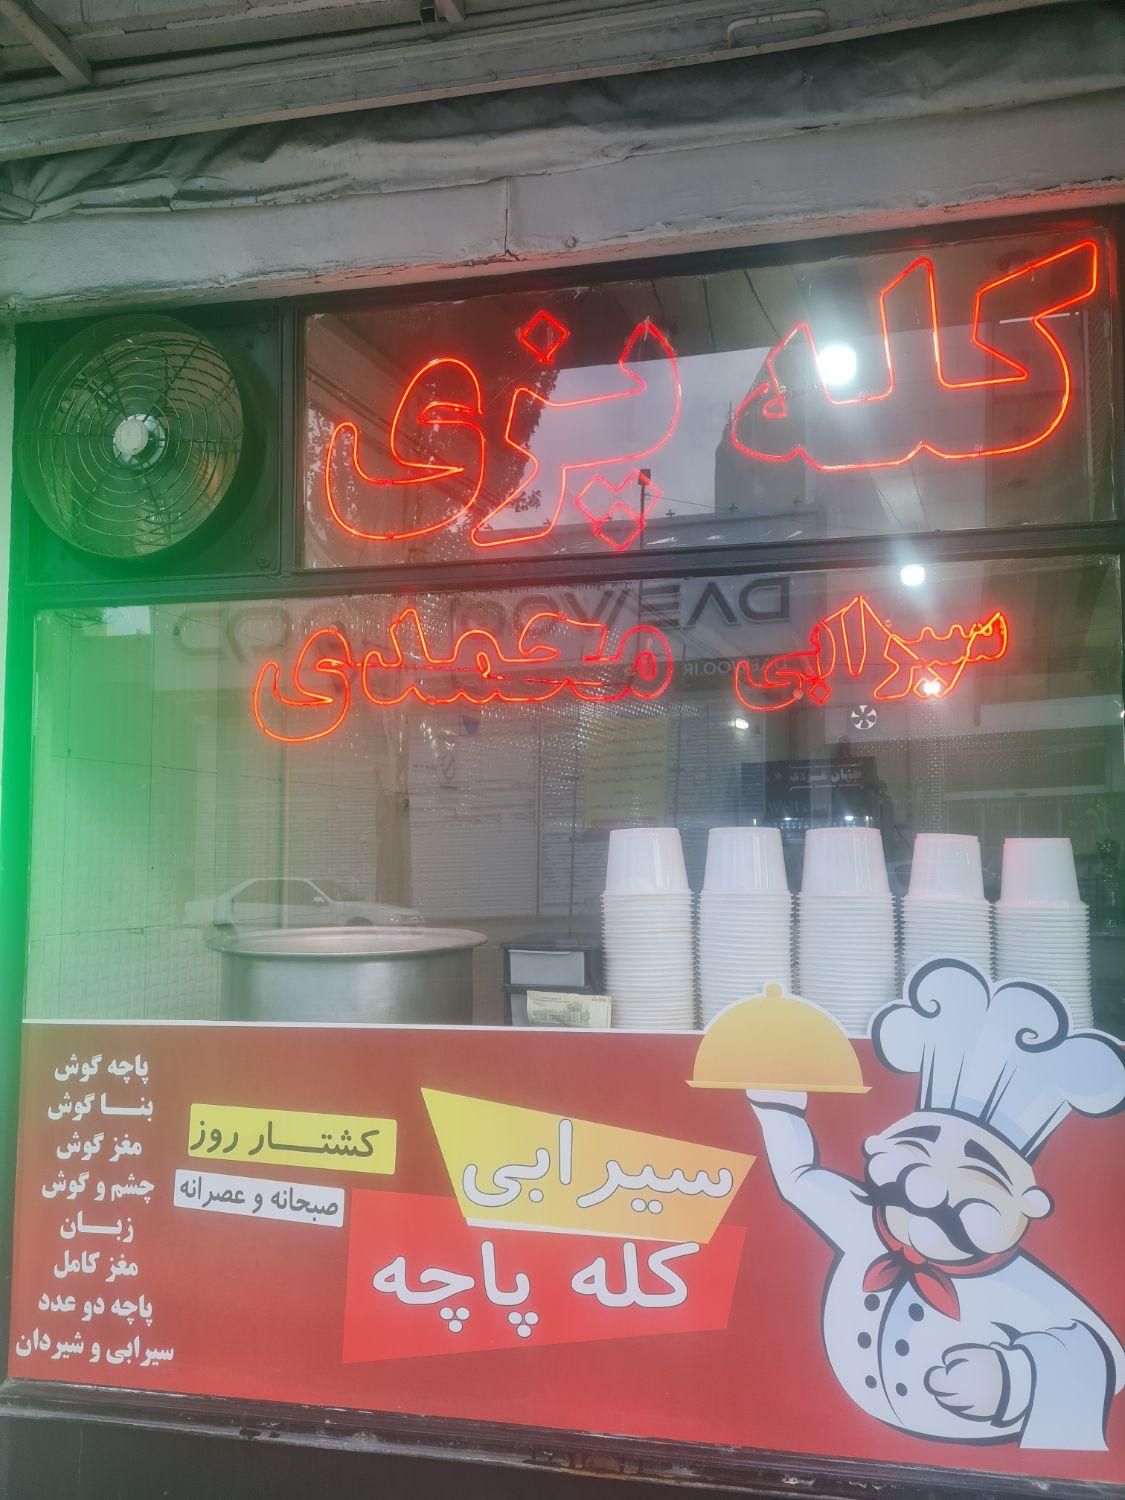 کله پزی
سیرابی محمدی
DAEWOO
سیرابی
کله پاچه
کشتار روز
صبحانه و عصرانه
پاچه گوش
بنا گوش
مغز گوش
چشم و گوش
زبان
مغز کامل
پاچه دو عدد
سیرابی و شیردان